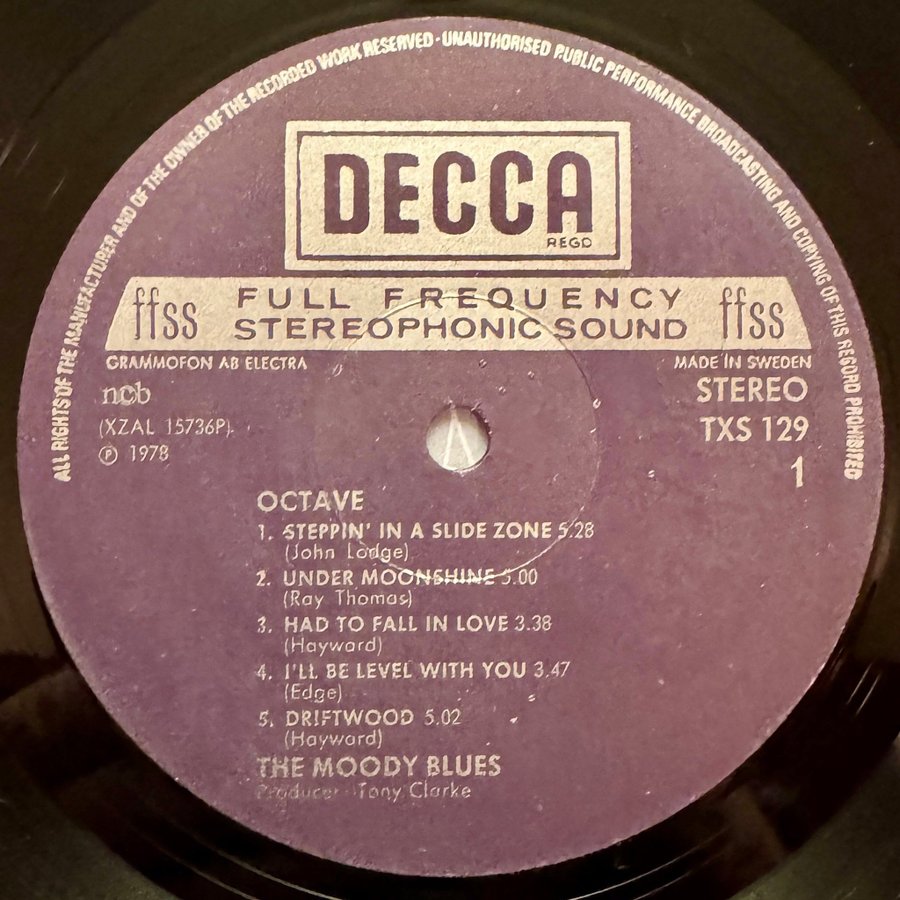 ALL RIGHTS OF THE MANUFACTURER AND OF THE OWNER OF THE RECORDED WORK RESERVED · UNAUTHORISED PUBLIC PERFORMANCE BROADCASTING AND COPYING OF THIS RECORD PROHIBITED
DECCA
REGD
ffss FULL FREQUENCY STEREOPHONIC SOUND ffss
GRAMMOFON AB ELECTRA
MADE IN SWEDEN
ncb
STEREO
(XZAL 15736P)
TXS 129
℗ 1978
1
OCTAVE
1. STEPPIN' IN A SLIDE ZONE 5.28
(John Lodge)
2. UNDER MOONSHINE 5.00
(Ray Thomas)
3. HAD TO FALL IN LOVE 3.38
(Hayward)
4. I'LL BE LEVEL WITH YOU 3.47
(Edge)
5. DRIFTWOOD 5.02
(Hayward)
THE MOODY BLUES
Producer: Tony Clarke